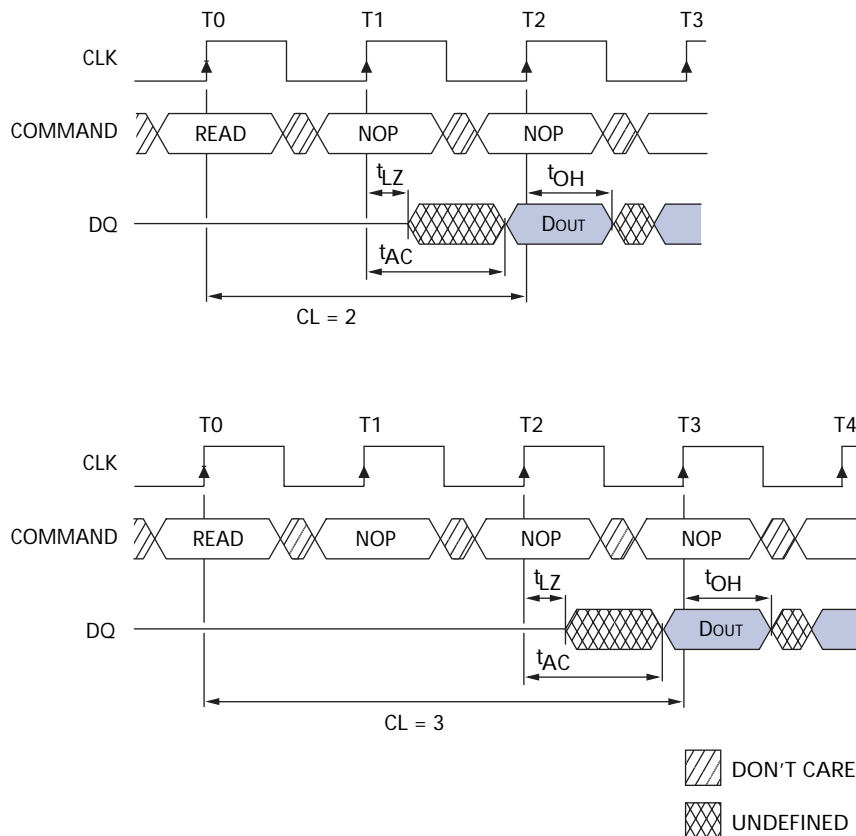 T0 T1 T2 T3
CLK
COMMAND READ NOP NOP
tLZ tOH
DQ DOUT
tAC
CL = 2
T0 T1 T2 T3 T4
CLK
COMMAND READ NOP NOP NOP
tLZ tOH
DQ DOUT
tAC
CL = 3
DON'T CARE
UNDEFINED